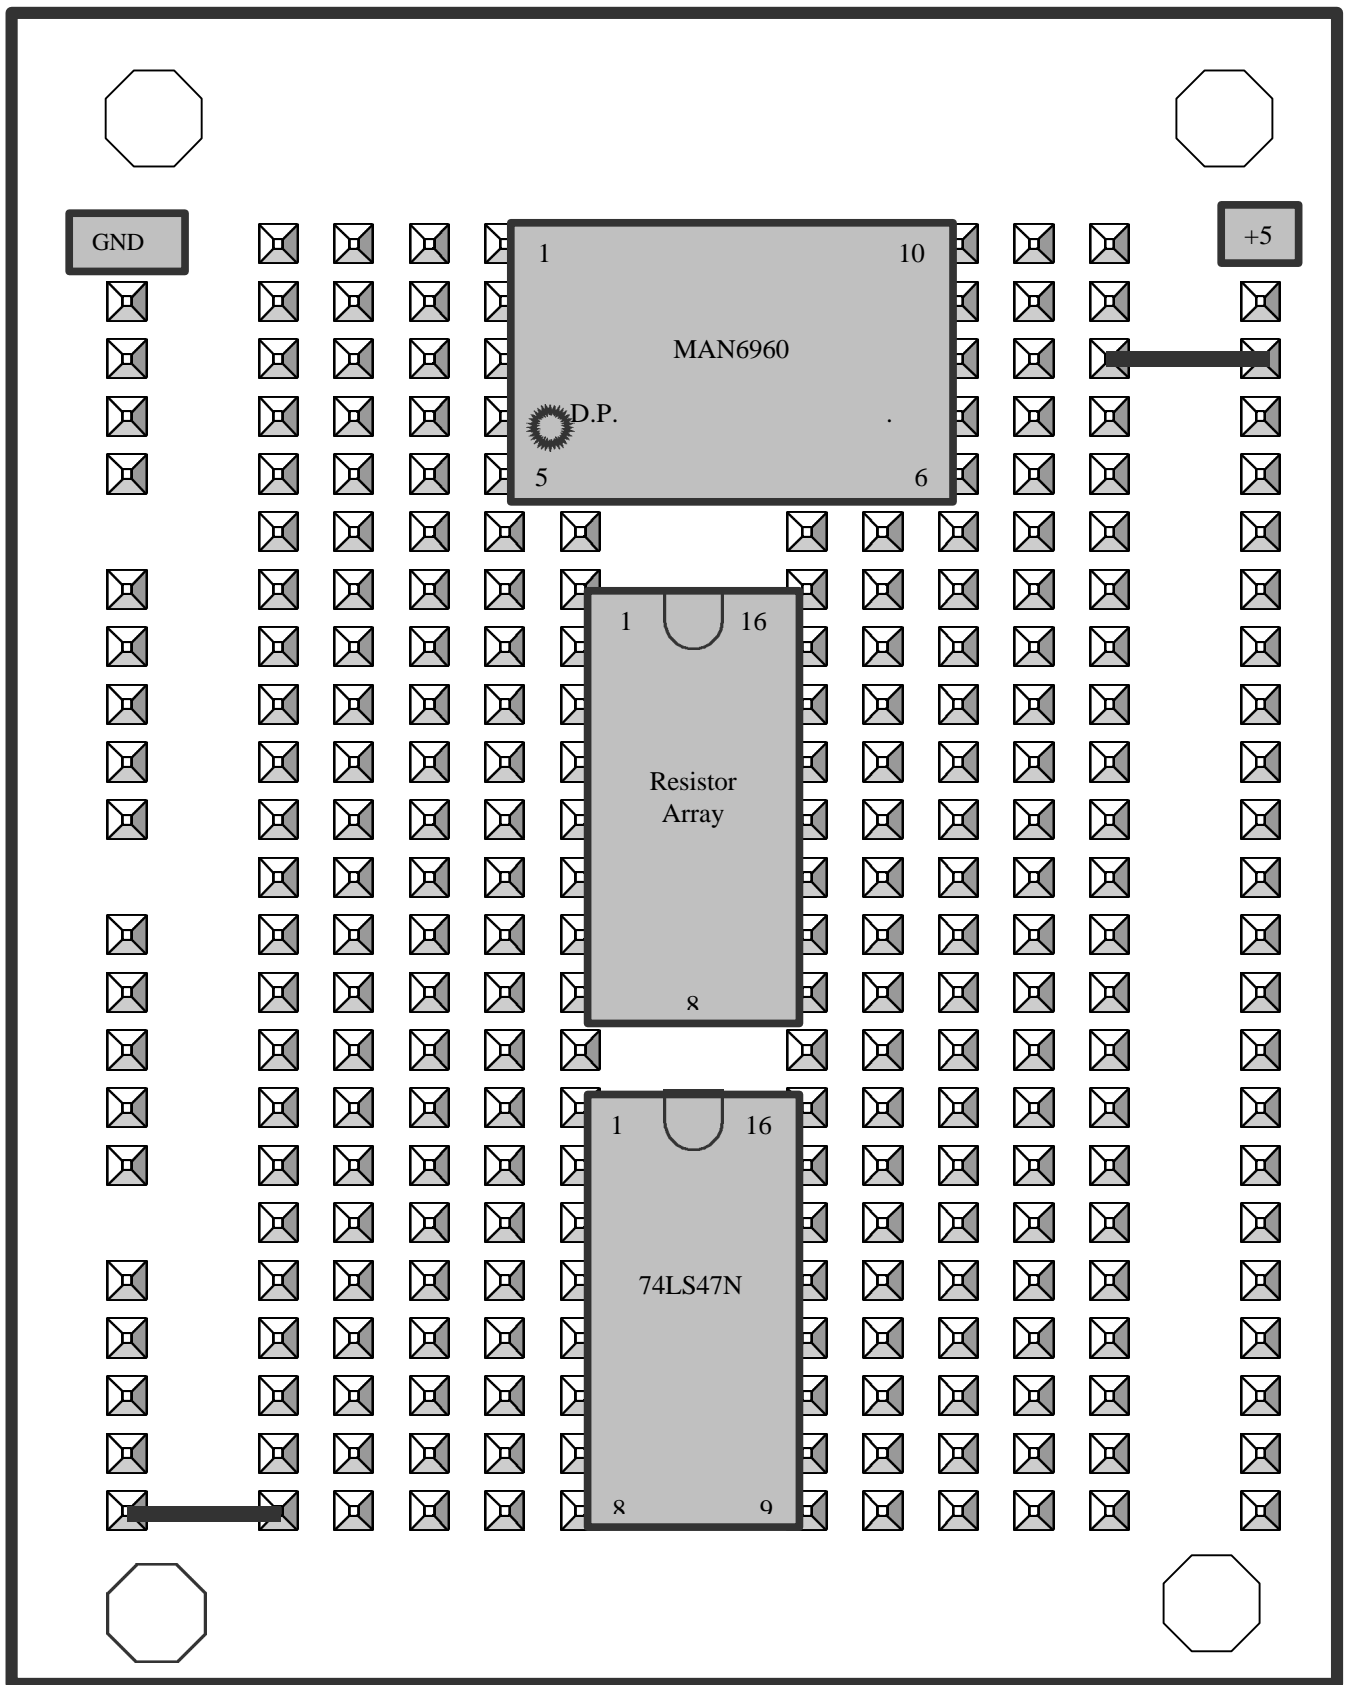 GND
+5
1 10
MAN6960
D.P. .
5 6
1 16
Resistor
Array
8
1 16
74LS47N
8 9